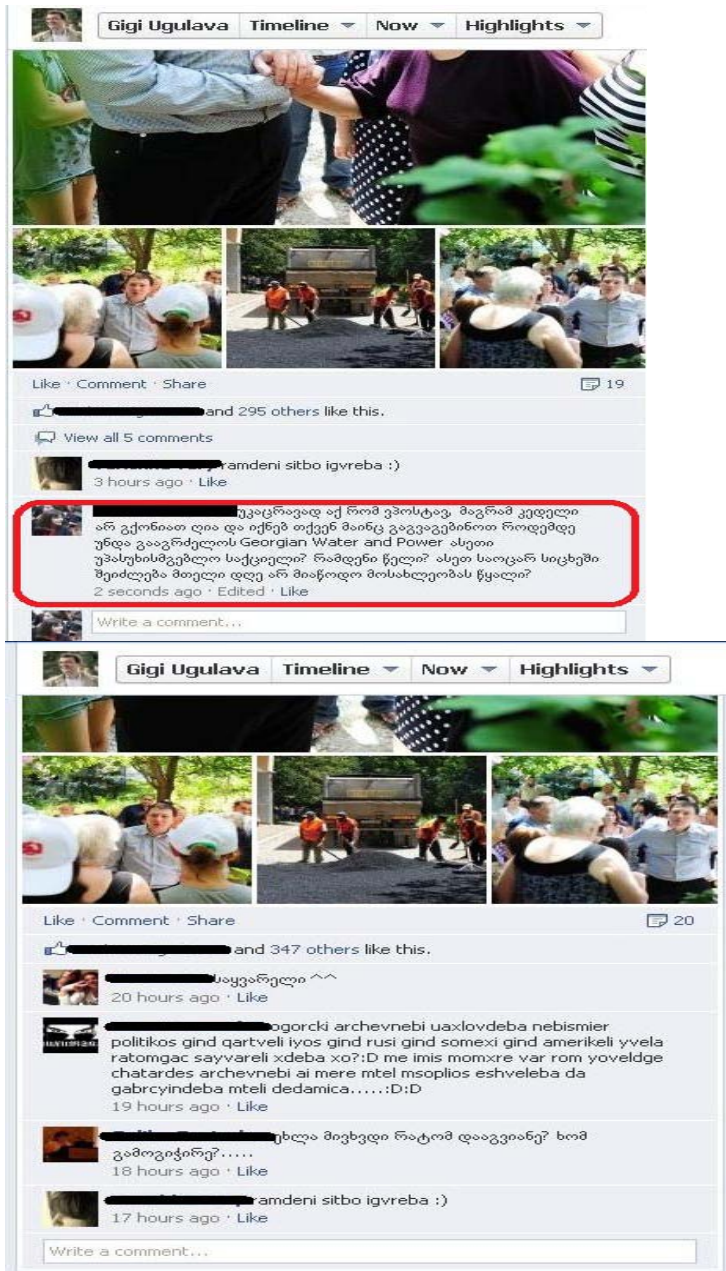 Gigi Ugulava Timeline Now Highlights
Like · Comment · Share 19
and 295 others like this.
View all 5 comments
ramdeni sitbo igvreba :)
3 hours ago · Like
უკაცრავად აქ რომ ვპოსტავ, მაგრამ კედელი
არ გქონიათ ღია და იქნებ თქვენ მაინც გაგვაგებინოთ როდემდე
უნდა გააგრძელოს Georgian Water and Power ასეთი
უპასუხისმგებლო საქციელი? რამდენი წელი? ასეთ საოცარ სიცხეში
შეიძლება მთელი დღე არ მიაწოდო მოსახლეობას წყალი?
2 seconds ago · Edited · Like
Write a comment...
Gigi Ugulava Timeline Now Highlights
Like · Comment · Share 20
and 347 others like this.
საყვარელი ^^
20 hours ago · Like
ogorcki archevnebi uaxlovdeba nebismier
politikos gind qartveli iyos gind rusi gind somexi gind amerikeli yvela
ratomgac sayvareli xdeba xo?:D me imis momxre var rom yoveldge
chatardes archevnebi ai mere mtel msoplios eshveleba da
gabrcyindeba mteli dedamica.....:D:D
19 hours ago · Like
ეხლა მივხვდი რატომ დააგვიანე? ხომ
გამოგიჭირე?.....
18 hours ago · Like
ramdeni sitbo igvreba :)
17 hours ago · Like
Write a comment...